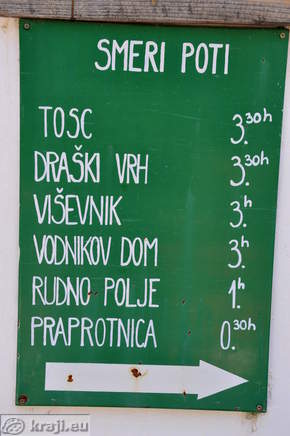 SMERI POTI
TOSC 3.30h
DRAŠKI VRH 3.30h
VIŠEVNIK 3.h
VODNIKOV DOM 3.h
RUDNO POLJE 1.h
PRAPROTNICA 0.30h
© kraji.eu